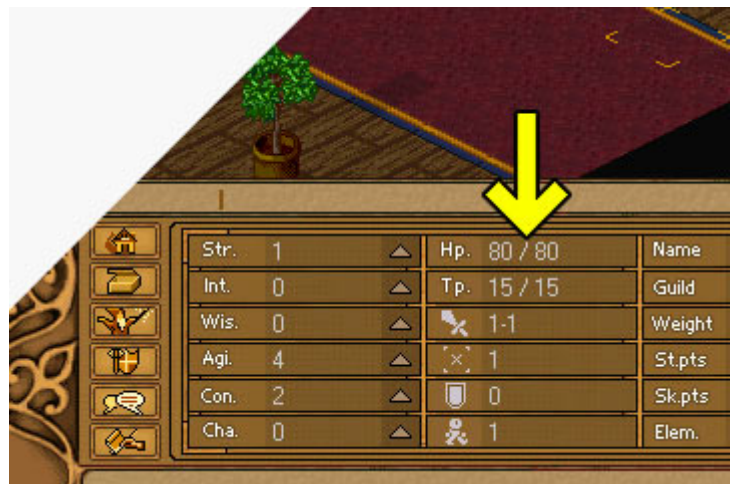 Str. 1 Hp. 80 / 80 Name
Int. 0 Tp. 15 / 15 Guild
Wis. 0 1-1 Weight
Agi. 4 1 St.pts
Con. 2 0 Sk.pts
Cha. 0 1 Elem.